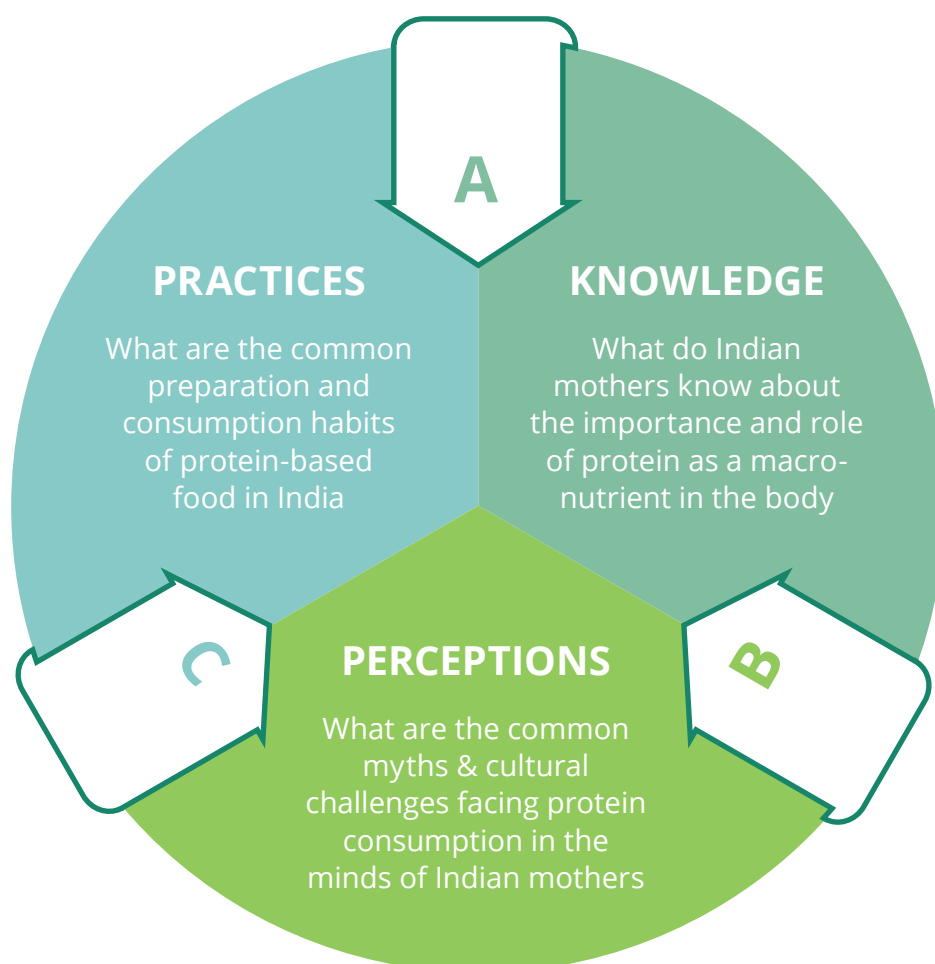 A
PRACTICES
What are the common
preparation and
consumption habits
of protein-based
food in India
KNOWLEDGE
What do Indian
mothers know about
the importance and role
of protein as a macro-
nutrient in the body
C
B
PERCEPTIONS
What are the common
myths & cultural
challenges facing protein
consumption in the
minds of Indian mothers